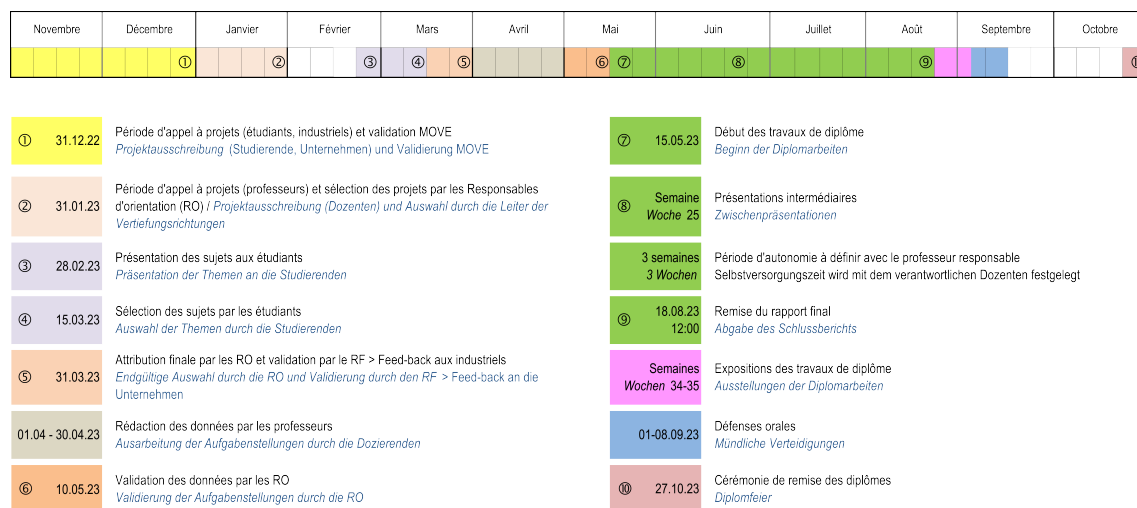 Novembre Décembre Janvier Février Mars Avril Mai Juin Juillet Août Septembre Octobre
① ② ③ ④ ⑤ ⑥ ⑦ ⑧ ⑨
① 31.12.22 Période d'appel à projets (étudiants, industriels) et validation MOVE
Projektausschreibung (Studierende, Unternehmen) und Validierung MOVE
② 31.01.23 Période d'appel à projets (professeurs) et sélection des projets par les Responsables
d'orientation (RO) / Projektausschreibung (Dozenten) und Auswahl durch die Leiter der
Vertiefungsrichtungen
③ 28.02.23 Présentation des sujets aux étudiants
Präsentation der Themen an die Studierenden
④ 15.03.23 Sélection des sujets par les étudiants
Auswahl der Themen durch die Studierenden
⑤ 31.03.23 Attribution finale par les RO et validation par le RF > Feed-back aux industriels
Endgültige Auswahl durch die RO und Validierung durch den RF > Feed-back an die
Unternehmen
01.04 - 30.04.23 Rédaction des données par les professeurs
Ausarbeitung der Aufgabenstellungen durch die Dozierenden
⑥ 10.05.23 Validation des données par les RO
Validierung der Aufgabenstellungen durch die RO
⑦ 15.05.23 Début des travaux de diplôme
Beginn der Diplomarbeiten
⑧ Semaine Présentations intermédiaires
Woche 25 Zwischenpräsentationen
3 semaines Période d'autonomie à définir avec le professeur responsable
3 Wochen Selbstversorgungszeit wird mit dem verantwortlichen Dozenten festgelegt
⑨ 18.08.23 Remise du rapport final
12:00 Abgabe des Schlussberichts
Semaines Expositions des travaux de diplôme
Wochen 34-35 Ausstellungen der Diplomarbeiten
01-08.09.23 Défenses orales
Mündliche Verteidigungen
⑩ 27.10.23 Cérémonie de remise des diplômes
Diplomfeier